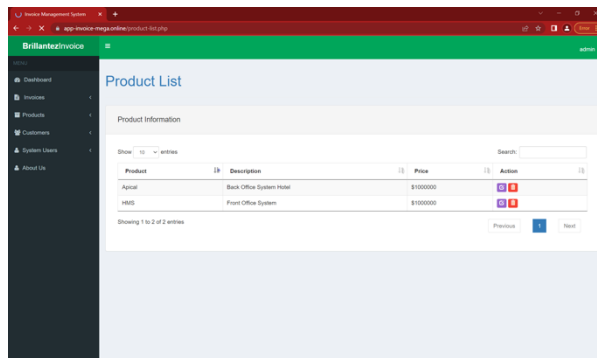 Invoice Management System
app-invoice-mega.online/product-list.php
Error
BrillantezInvoice
admin
MENU
Dashboard
Invoices
Products
Customers
System Users
About Us
Product List
Product Information
Show 10 entries
Search:
Product Description Price Action
Apical Back Office System Hotel $1000000
HMS Front Office System $1000000
Showing 1 to 2 of 2 entries
Previous 1 Next